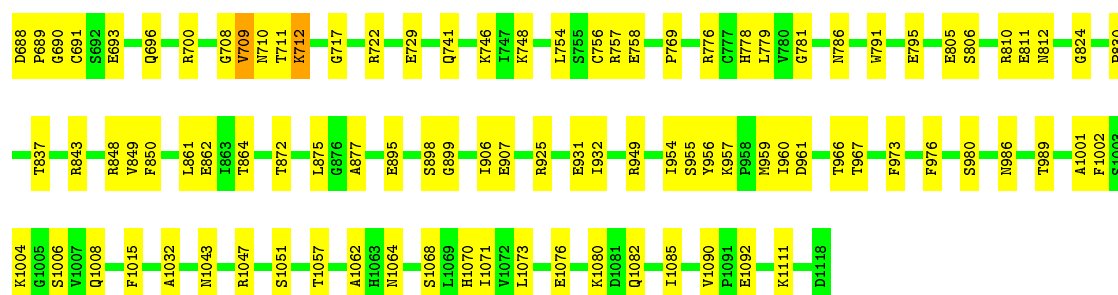 D688 P689 G690 C691 S692 E693 Q696 R700 G708 V709 N710 T711 K712 G717 R722 E729 Q741 K746 I747 K748 L754 S755 C756 R757 E758 P769 R776 C777 H778 L779 V780 G781 N786 W791 E795 E805 S806 R810 E811 N812 G824
T837 R843 R848 V849 F850 L861 E862 I863 T864 T872 L875 G876 A877 E895 S898 G899 I906 E907 R925 E931 I932 R949 I954 S955 Y956 K957 P958 M959 I960 D961 T966 T967 F973 F976 S980 N986 T989 A1001 F1002 S1003
K1004 G1005 S1006 V1007 Q1008 F1015 A1032 N1043 R1047 S1051 T1057 A1062 H1063 N1064 S1068 L1069 H1070 I1071 V1072 L1073 E1076 K1080 D1081 Q1082 I1085 V1090 P1091 E1092 K1111 D1118